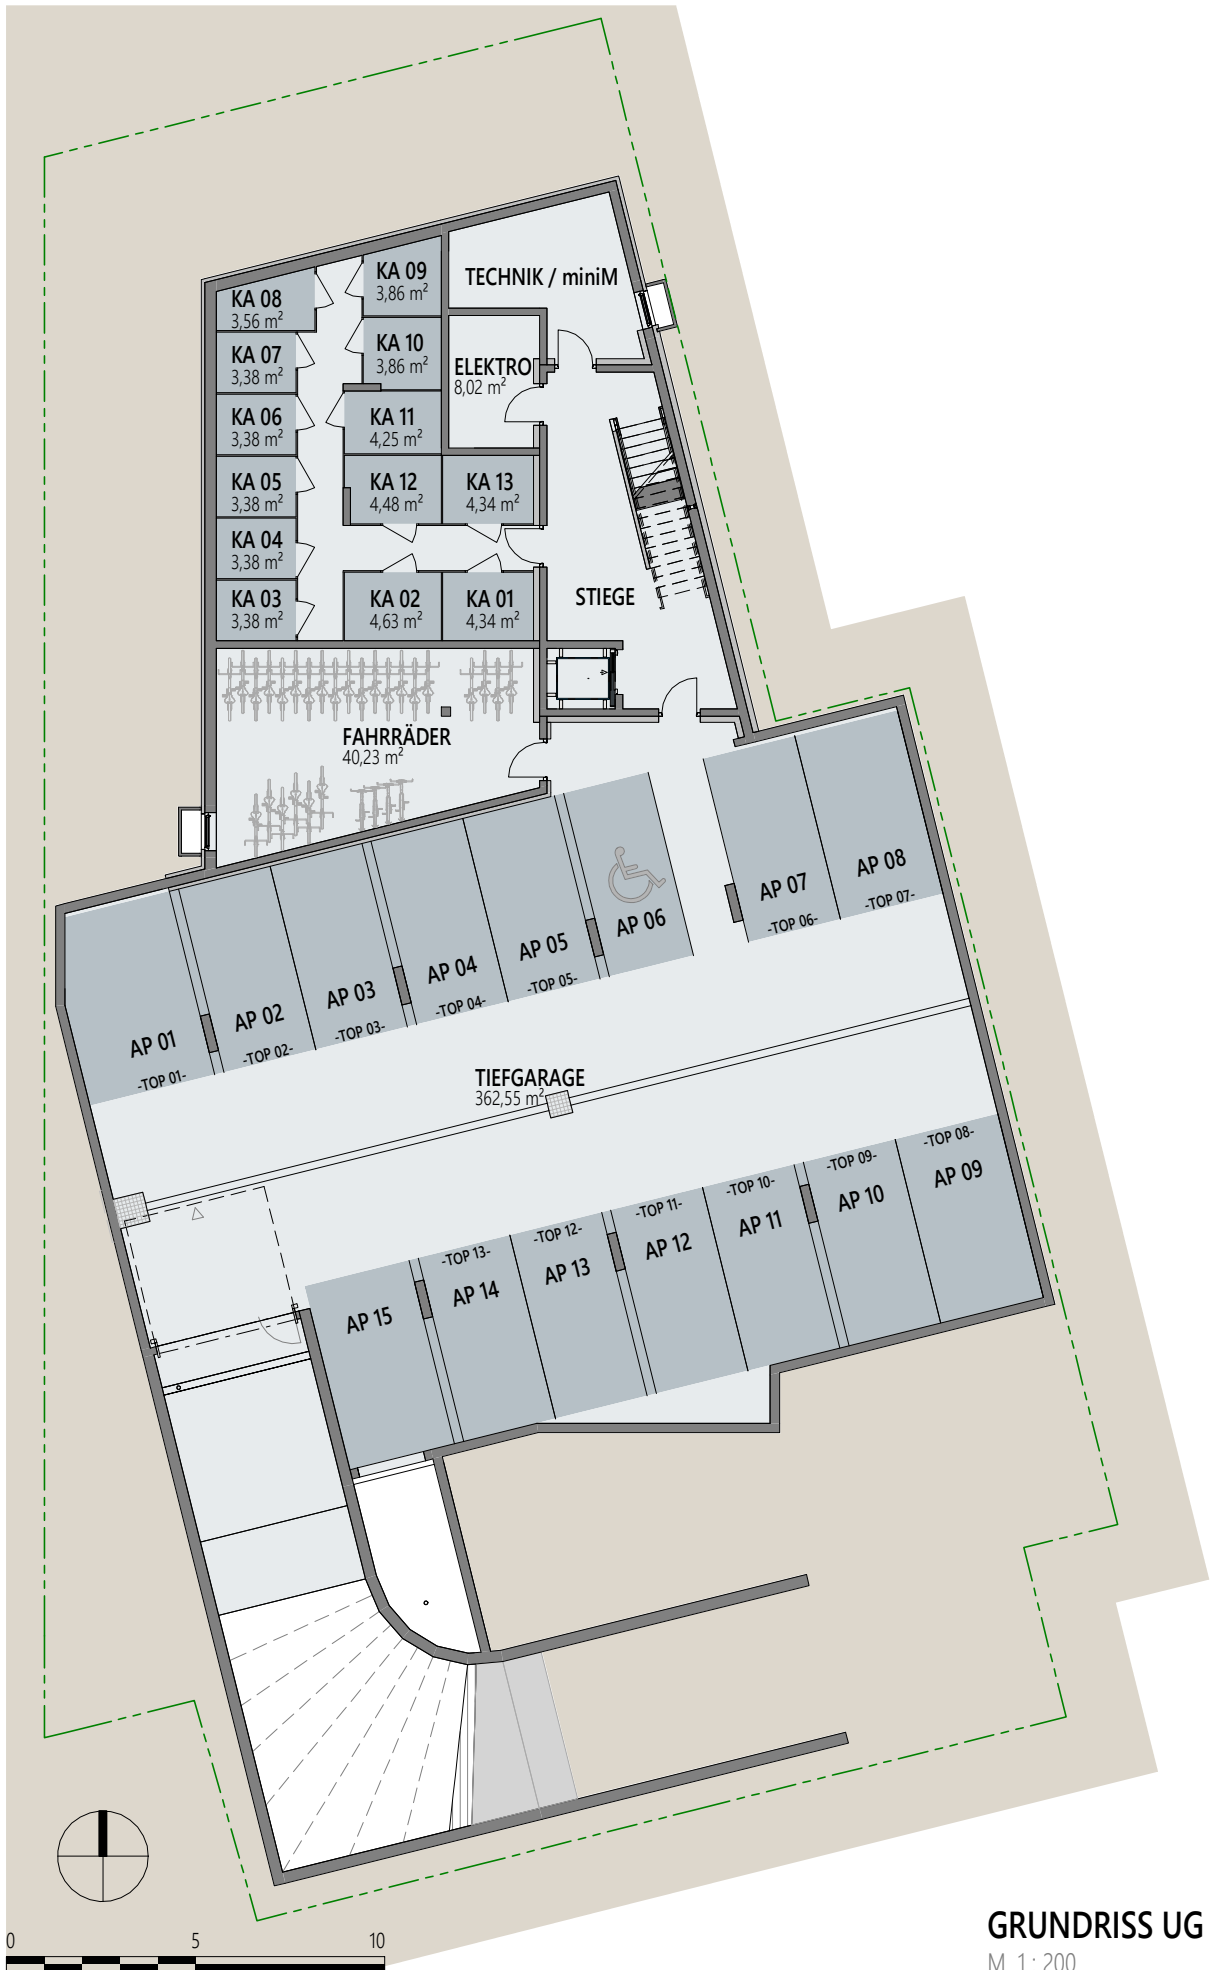 KA 09
3,86 m²
TECHNIK / miniM
KA 08
3,56 m²
KA 10
3,86 m²
KA 07
3,38 m²
ELEKTRO
8,02 m²
KA 06
3,38 m²
KA 11
4,25 m²
KA 05
3,38 m²
KA 12
4,48 m²
KA 13
4,34 m²
KA 04
3,38 m²
KA 03
3,38 m²
KA 02
4,63 m²
KA 01
4,34 m²
STIEGE
FAHRRÄDER
40,23 m²
AP 01
-TOP 01-
AP 02
-TOP 02-
AP 03
-TOP 03-
AP 04
-TOP 04-
AP 05
-TOP 05-
AP 06
AP 07
-TOP 06-
AP 08
-TOP 07-
TIEFGARAGE
362,55 m²
-TOP 08-
AP 09
-TOP 09-
AP 10
-TOP 10-
AP 11
-TOP 11-
AP 12
-TOP 12-
AP 13
-TOP 13-
AP 14
AP 15
0 5 10
GRUNDRISS UG
M 1 : 200